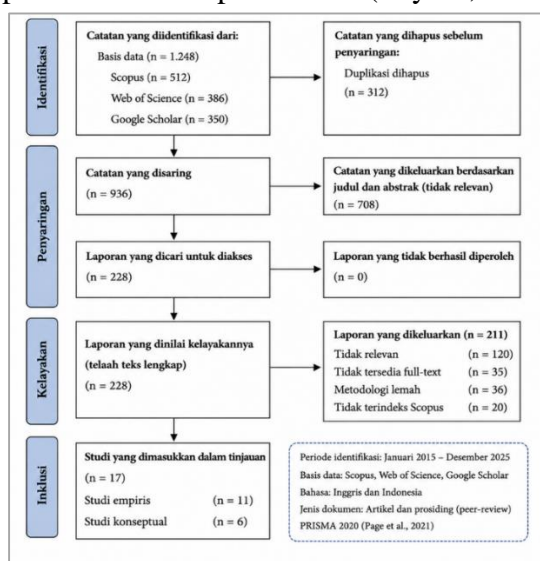 Identifikasi
Catatan yang diidentifikasi dari:
Basis data (n = 1.248)
Scopus (n = 512)
Web of Science (n = 386)
Google Scholar (n = 350)
Catatan yang dihapus sebelum
penyaringan:
Duplikasi dihapus
(n = 312)
Penyaringan
Catatan yang disaring
(n = 936)
Catatan yang dikeluarkan berdasarkan
judul dan abstrak (tidak relevan)
(n = 708)
Laporan yang dicari untuk diakses
(n = 228)
Laporan yang tidak berhasil diperoleh
(n = 0)
Kelayakan
Laporan yang dinilai kelayakannya
(telaah teks lengkap)
(n = 228)
Laporan yang dikeluarkan (n = 211)
Tidak relevan (n = 120)
Tidak tersedia full-text (n = 35)
Metodologi lemah (n = 36)
Tidak terindeks Scopus (n = 20)
Inklusi
Studi yang dimasukkan dalam tinjauan
(n = 17)
Studi empiris (n = 11)
Studi konseptual (n = 6)
Periode identifikasi: Januari 2015 – Desember 2025
Basis data: Scopus, Web of Science, Google Scholar
Bahasa: Inggris dan Indonesia
Jenis dokumen: Artikel dan prosiding (peer-review)
PRISMA 2020 (Page et al., 2021)